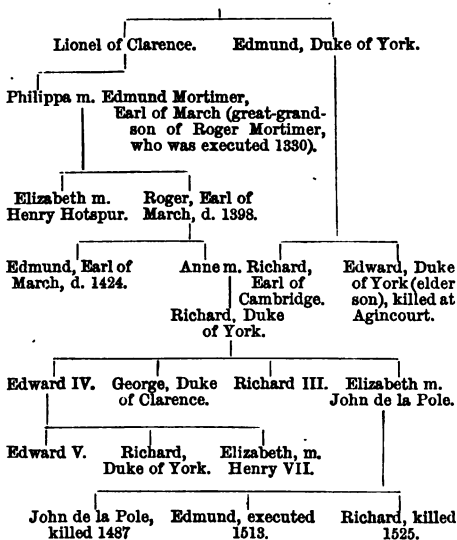 Lionel of Clarence. Edmund, Duke of York.
Philippa m. Edmund Mortimer,
Earl of March (great-grand-
son of Roger Mortimer,
who was executed 1330).
Elizabeth m.
Henry Hotspur.
Roger, Earl of
March, d. 1398.
Edmund, Earl of
March, d. 1424.
Anne m. Richard,
Earl of
Cambridge.
Edward, Duke
of York (elder
son), killed at
Agincourt.
Richard, Duke
of York.
Edward IV.
George, Duke
of Clarence.
Richard III.
Elizabeth m.
John de la Pole.
Edward V.
Richard,
Duke of York.
Elizabeth, m.
Henry VII.
John de la Pole,
killed 1487
Edmund, executed
1513.
Richard, killed
1525.